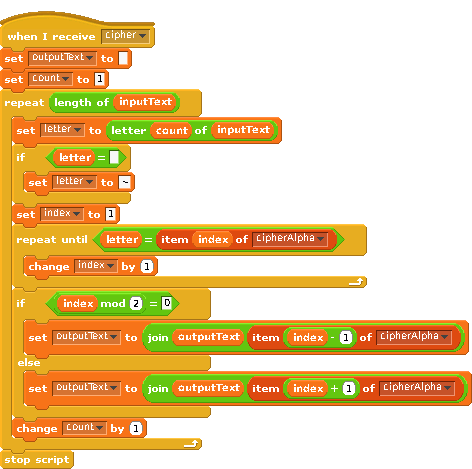 when I receive cipher
set outputText to
set count to 1
repeat length of inputText
set letter to letter count of inputText
if letter =
set letter to ~
set index to 1
repeat until letter = item index of cipherAlpha
change index by 1
if index mod 2 = 0
set outputText to join outputText item index - 1 of cipherAlpha
else
set outputText to join outputText item index + 1 of cipherAlpha
change count by 1
stop script